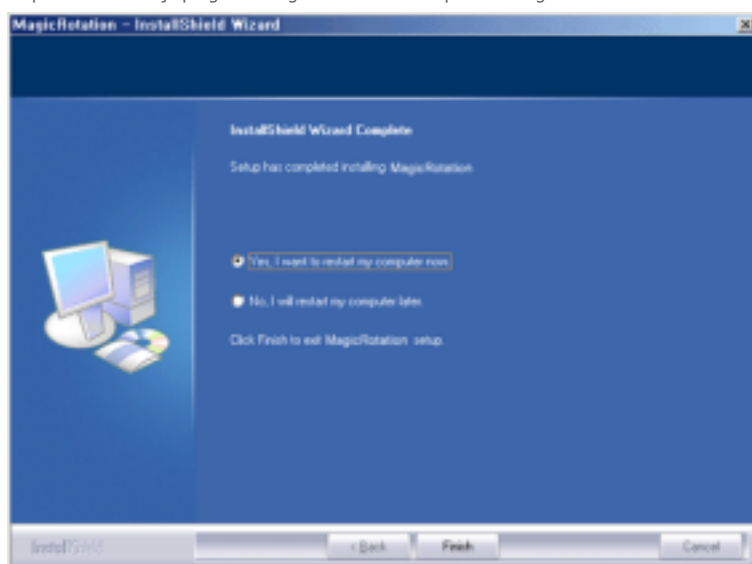 MagicRotation - InstallShield Wizard
InstallShield Wizard Complete
Setup has completed installing MagicRotation
Yes, I want to restart my computer now.
No, I will restart my computer later.
Click Finish to exit MagicRotation setup.
InstallShield
< Back
Finish
Cancel